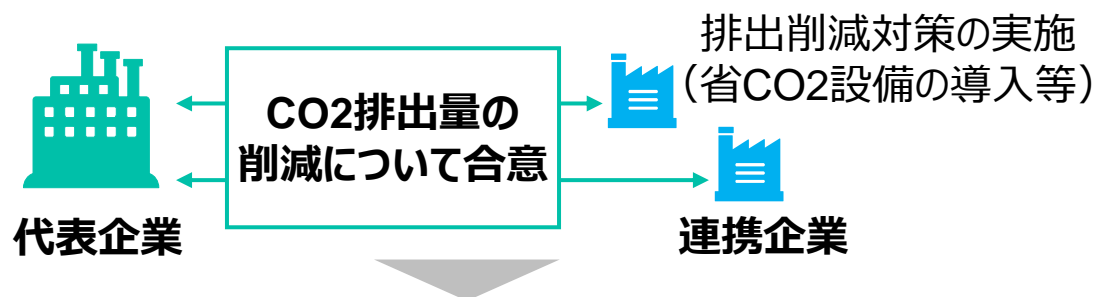 排出削減対策の実施
（省CO2設備の導入等）
CO2排出量の
削減について合意
代表企業
連携企業